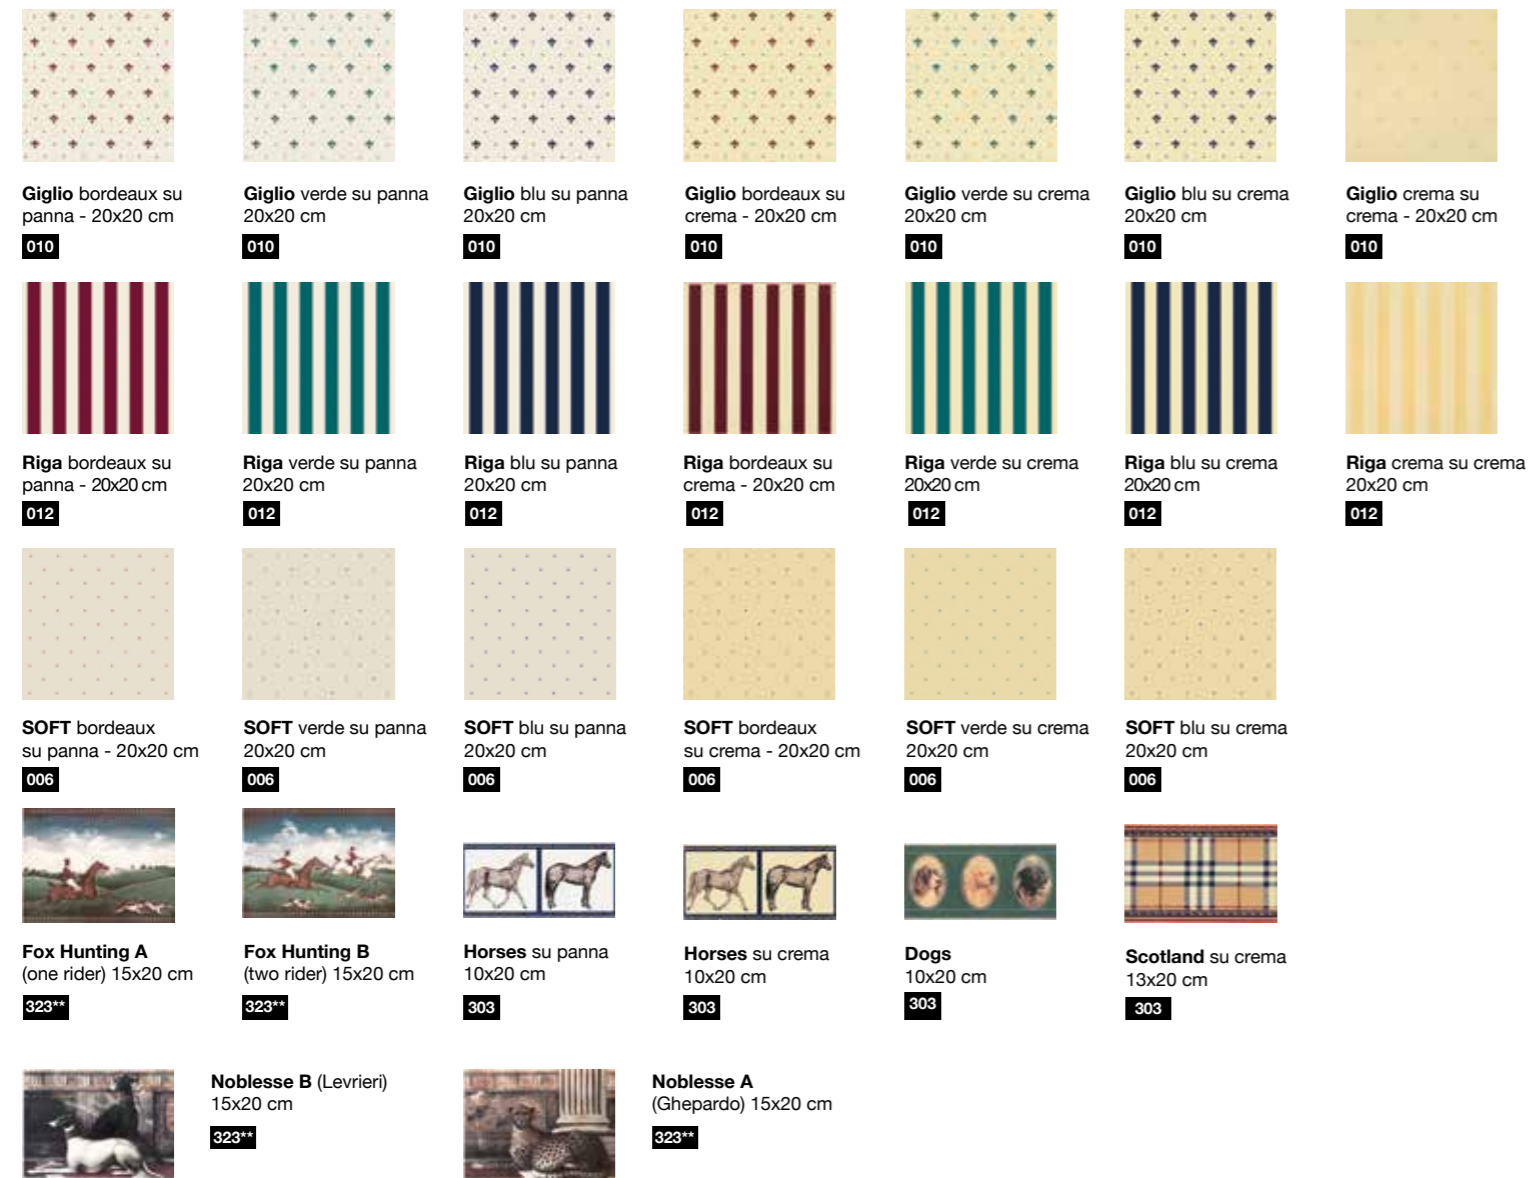 Giglio bordeaux su
panna - 20x20 cm
010
Giglio verde su panna
20x20 cm
010
Giglio blu su panna
20x20 cm
010
Giglio bordeaux su
crema - 20x20 cm
010
Giglio verde su crema
20x20 cm
010
Giglio blu su crema
20x20 cm
010
Giglio crema su
crema - 20x20 cm
010
Riga bordeaux su
panna - 20x20 cm
012
Riga verde su panna
20x20 cm
012
Riga blu su panna
20x20 cm
012
Riga bordeaux su
crema - 20x20 cm
012
Riga verde su crema
20x20 cm
012
Riga blu su crema
20x20 cm
012
Riga crema su crema
20x20 cm
012
SOFT bordeaux
su panna - 20x20 cm
006
SOFT verde su panna
20x20 cm
006
SOFT blu su panna
20x20 cm
006
SOFT bordeaux
su crema - 20x20 cm
006
SOFT verde su crema
20x20 cm
006
SOFT blu su crema
20x20 cm
006
Fox Hunting A
(one rider) 15x20 cm
323**
Fox Hunting B
(two rider) 15x20 cm
323**
Horses su panna
10x20 cm
303
Horses su crema
10x20 cm
303
Dogs
10x20 cm
303
Scotland su crema
13x20 cm
303
Noblesse B (Levrieri)
15x20 cm
323**
Noblesse A
(Ghepardo) 15x20 cm
323**